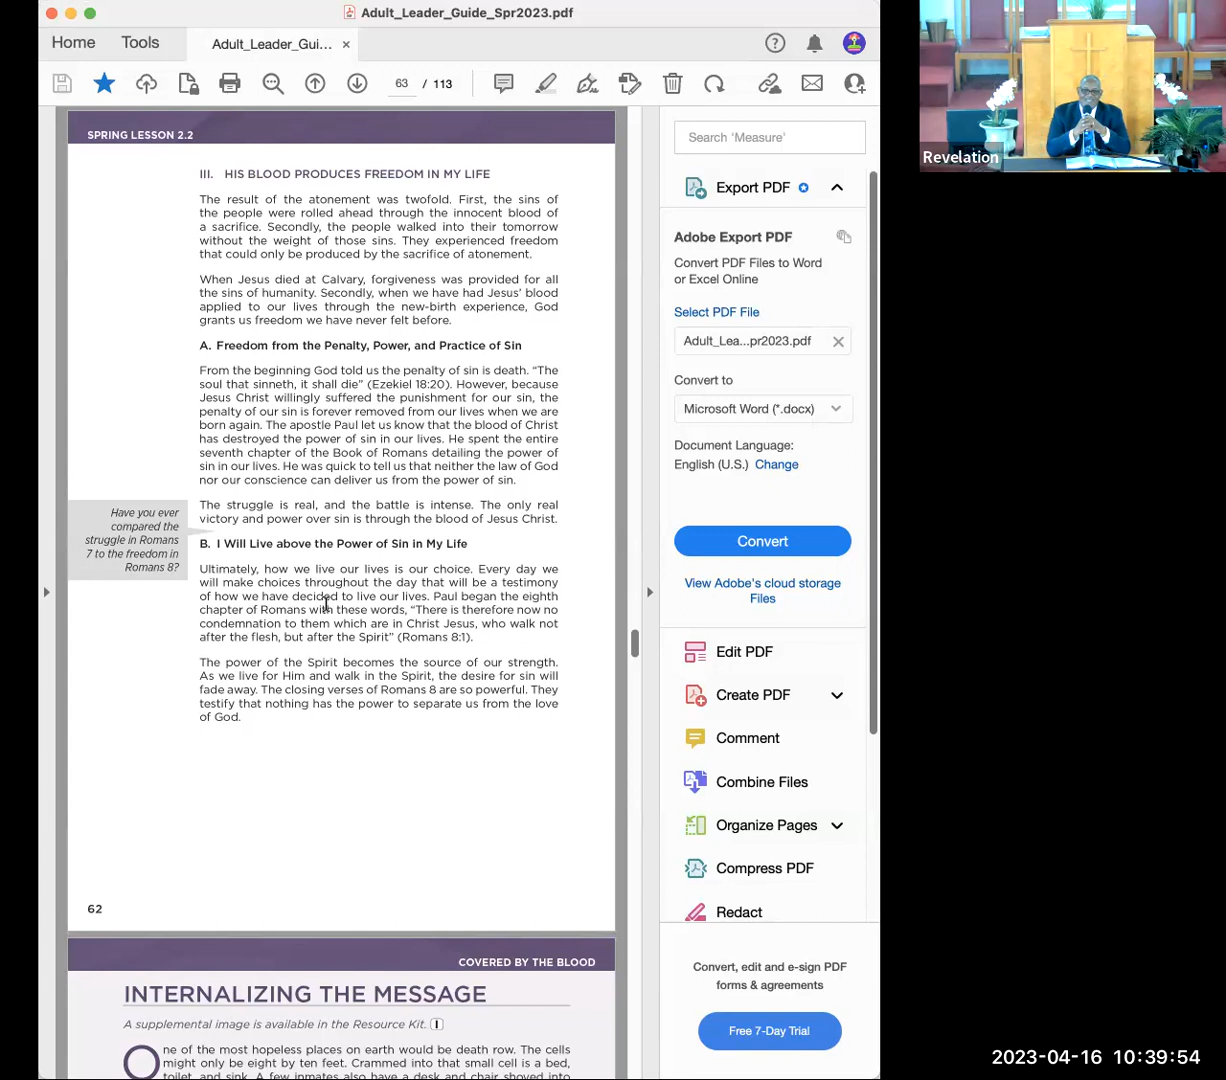 Adult_Leader_Guide_Spr2023.pdf
Home
Tools
Adult_Leader_Gui...
63 / 113
SPRING LESSON 2.2
III. HIS BLOOD PRODUCES FREEDOM IN MY LIFE
The result of the atonement was twofold. First, the sins of
the people were rolled ahead through the innocent blood of
a sacrifice. Secondly, the people walked into their tomorrow
without the weight of those sins. They experienced freedom
that could only be produced by the sacrifice of atonement.
When Jesus died at Calvary, forgiveness was provided for all
the sins of humanity. Secondly, when we have had Jesus' blood
applied to our lives through the new-birth experience, God
grants us freedom we have never felt before.
A. Freedom from the Penalty, Power, and Practice of Sin
From the beginning God told us the penalty of sin is death. “The
soul that sinneth, it shall die” (Ezekiel 18:20). However, because
Jesus Christ willingly suffered the punishment for our sin, the
penalty of our sin is forever removed from our lives when we are
born again. The apostle Paul let us know that the blood of Christ
has destroyed the power of sin in our lives. He spent the entire
seventh chapter of the Book of Romans detailing the power of
sin in our lives. He was quick to tell us that neither the law of God
nor our conscience can deliver us from the power of sin.
The struggle is real, and the battle is intense. The only real
victory and power over sin is through the blood of Jesus Christ.
Have you ever
compared the
struggle in Romans
7 to the freedom in
Romans 8?
B. I Will Live above the Power of Sin in My Life
Ultimately, how we live our lives is our choice. Every day we
will make choices throughout the day that will be a testimony
of how we have decided to live our lives. Paul began the eighth
chapter of Romans with these words, “There is therefore now no
condemnation to them which are in Christ Jesus, who walk not
after the flesh, but after the Spirit” (Romans 8:1).
The power of the Spirit becomes the source of our strength.
As we live for Him and walk in the Spirit, the desire for sin will
fade away. The closing verses of Romans 8 are so powerful. They
testify that nothing has the power to separate us from the love
of God.
62
COVERED BY THE BLOOD
INTERNALIZING THE MESSAGE
A supplemental image is available in the Resource Kit. I
One of the most hopeless places on earth would be death row. The cells
might only be eight by ten feet. Crammed into that small cell is a bed,
toilet, and sink. A few inmates also have a desk and chair shoved into
Search 'Measure'
Export PDF
Adobe Export PDF
Convert PDF Files to Word
or Excel Online
Select PDF File
Adult_Lea...pr2023.pdf
Convert to
Microsoft Word (*.docx)
Document Language:
English (U.S.) Change
Convert
View Adobe's cloud storage
Files
Edit PDF
Create PDF
Comment
Combine Files
Organize Pages
Compress PDF
Redact
Convert, edit and e-sign PDF
forms & agreements
Free 7-Day Trial
Revelation
2023-04-16 10:39:54